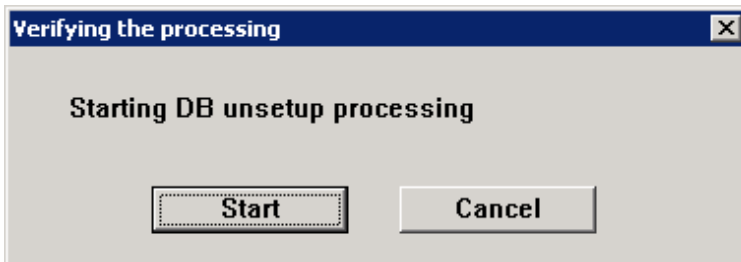 Verifying the processing
Starting DB unsetup processing
Start
Cancel